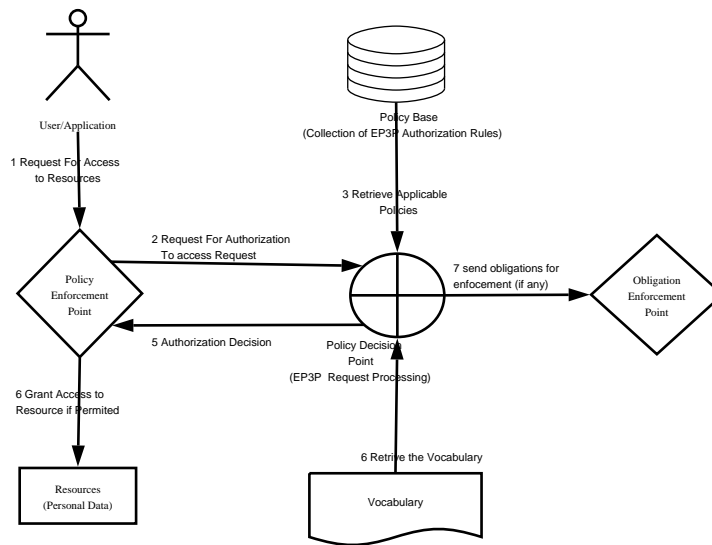 User/Application
Policy Base
(Collection of EP3P Authorization Rules)
1 Request For Access
to Resources
3 Retrieve Applicable
Policies
2 Request For Authorization
To access Request
Policy
Enforcement
Point
7 send obligations for
enfocement (if any)
Obligation
Enforcement
Point
5 Authorization Decision
Policy Decision
Point
(EP3P Request Processing)
6 Grant Access to
Resource if Permited
6 Retrive the Vocabulary
Resources
(Personal Data)
Vocabulary